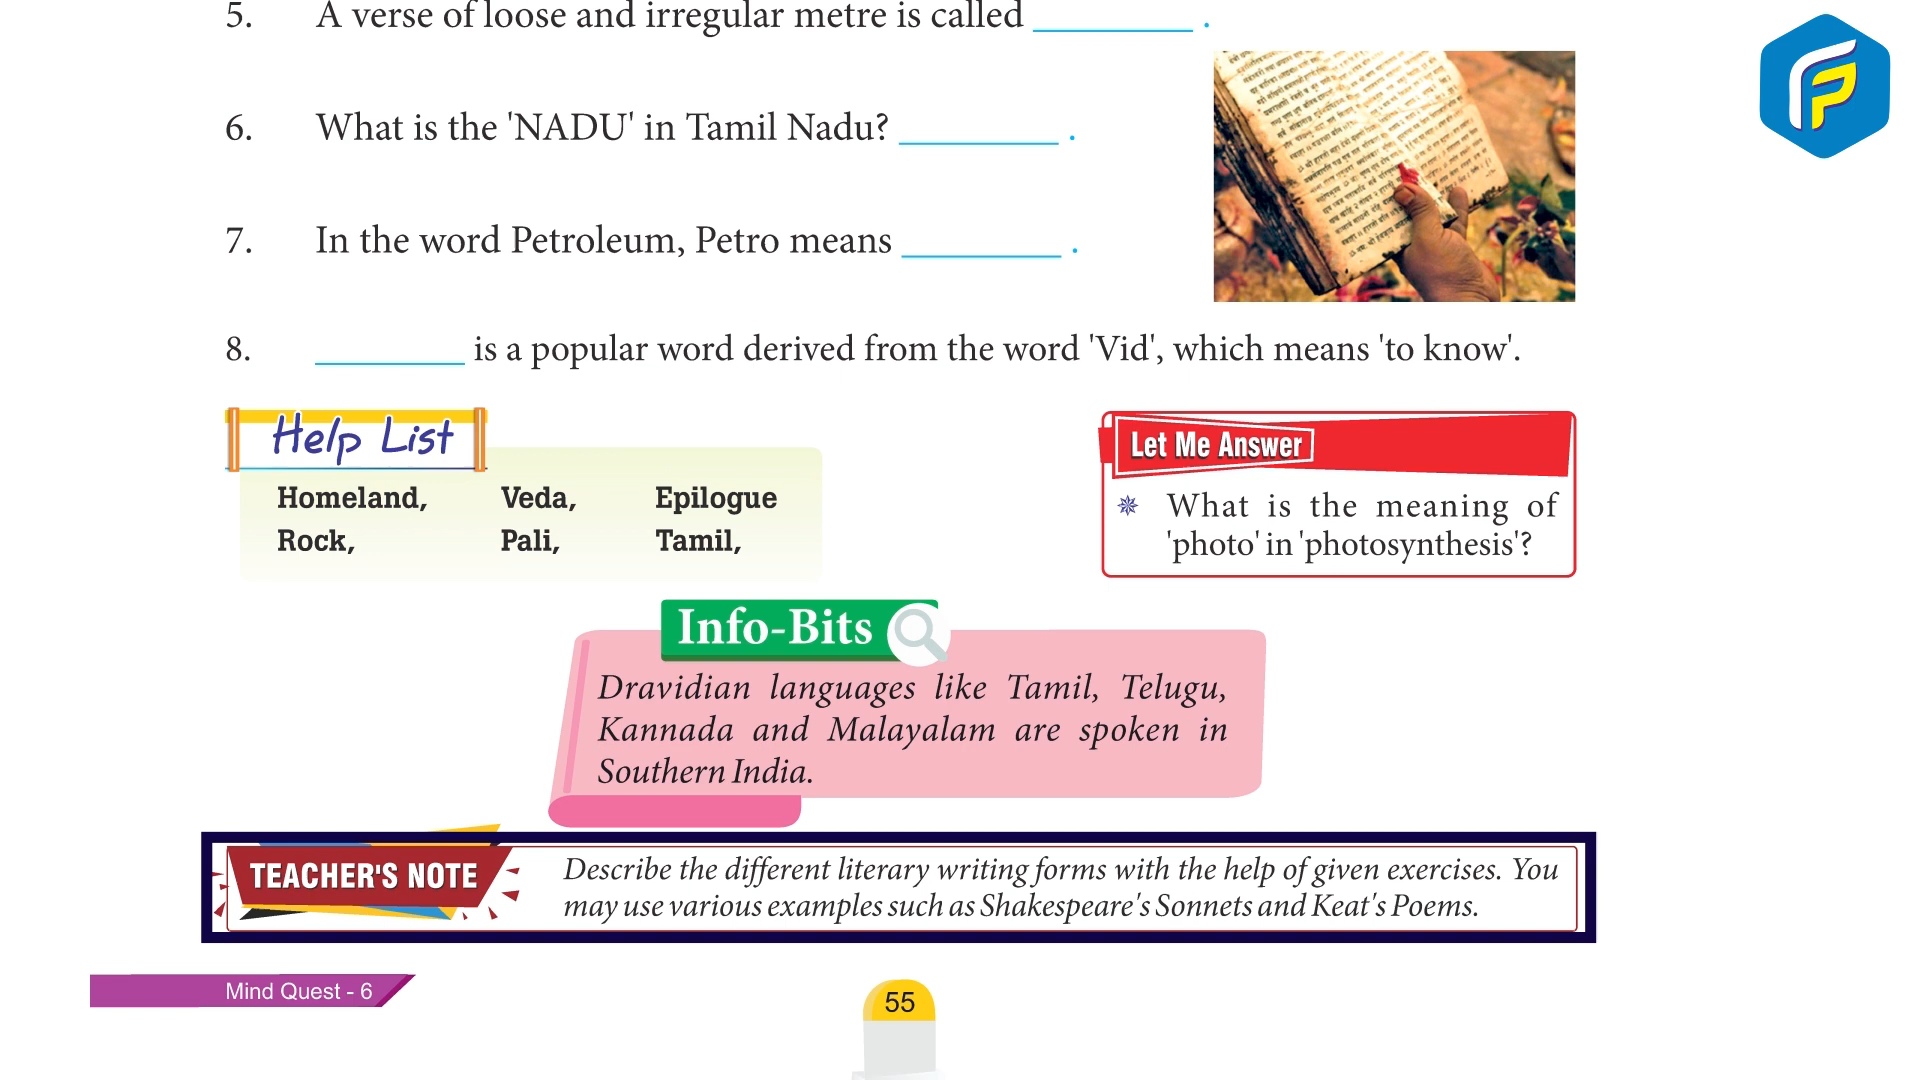 5. A verse of loose and irregular metre is called __________ .
6. What is the 'NADU' in Tamil Nadu? __________ .
7. In the word Petroleum, Petro means __________ .
8. __________ is a popular word derived from the word 'Vid', which means 'to know'.
Help List
Homeland, Veda, Epilogue
Rock, Pali, Tamil,
Let Me Answer
What is the meaning of
'photo' in 'photosynthesis'?
Info-Bits
Dravidian languages like Tamil, Telugu,
Kannada and Malayalam are spoken in
Southern India.
TEACHER'S NOTE
Describe the different literary writing forms with the help of given exercises. You
may use various examples such as Shakespeare's Sonnets and Keat's Poems.
Mind Quest - 6
55